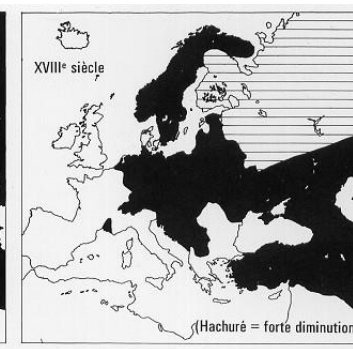 XVIIIᵉ siècle
(Hachuré = forte diminution